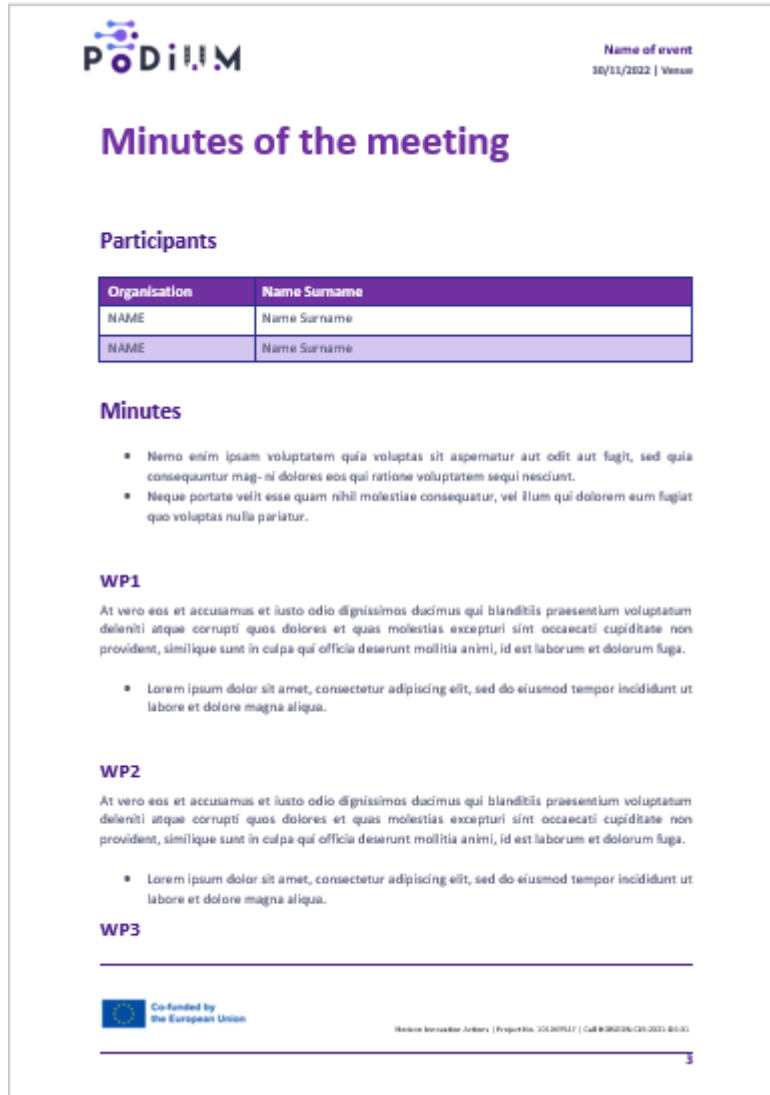 PODiUM
Name of event
30/11/2022 | Venue
Minutes of the meeting
Participants
Organisation Name Surname
NAME Name Surname
NAME Name Surname
Minutes
• Nemo enim ipsam voluptatem quia voluptas sit aspernatur aut odit aut fugit, sed quia
consequuntur mag- ni dolores eos qui ratione voluptatem sequi nesciunt.
• Neque portate velit esse quam nihil molestiae consequatur, vel illum qui dolorem eum fugiat
quo voluptas nulla pariatur.
WP1
At vero eos et accusamus et iusto odio dignissimos ducimus qui blanditiis praesentium voluptatum
deleniti atque corrupti quos dolores et quas molestias excepturi sint occaecati cupiditate non
provident, similique sunt in culpa qui officia deserunt mollitia animi, id est laborum et dolorum fuga.
• Lorem ipsum dolor sit amet, consectetur adipiscing elit, sed do eiusmod tempor incididunt ut
labore et dolore magna aliqua.
WP2
At vero eos et accusamus et iusto odio dignissimos ducimus qui blanditiis praesentium voluptatum
deleniti atque corrupti quos dolores et quas molestias excepturi sint occaecati cupiditate non
provident, similique sunt in culpa qui officia deserunt mollitia animi, id est laborum et dolorum fuga.
• Lorem ipsum dolor sit amet, consectetur adipiscing elit, sed do eiusmod tempor incididunt ut
labore et dolore magna aliqua.
WP3
Co-funded by
the European Union
Horizon Innovation Actions | Project No. | Call
3